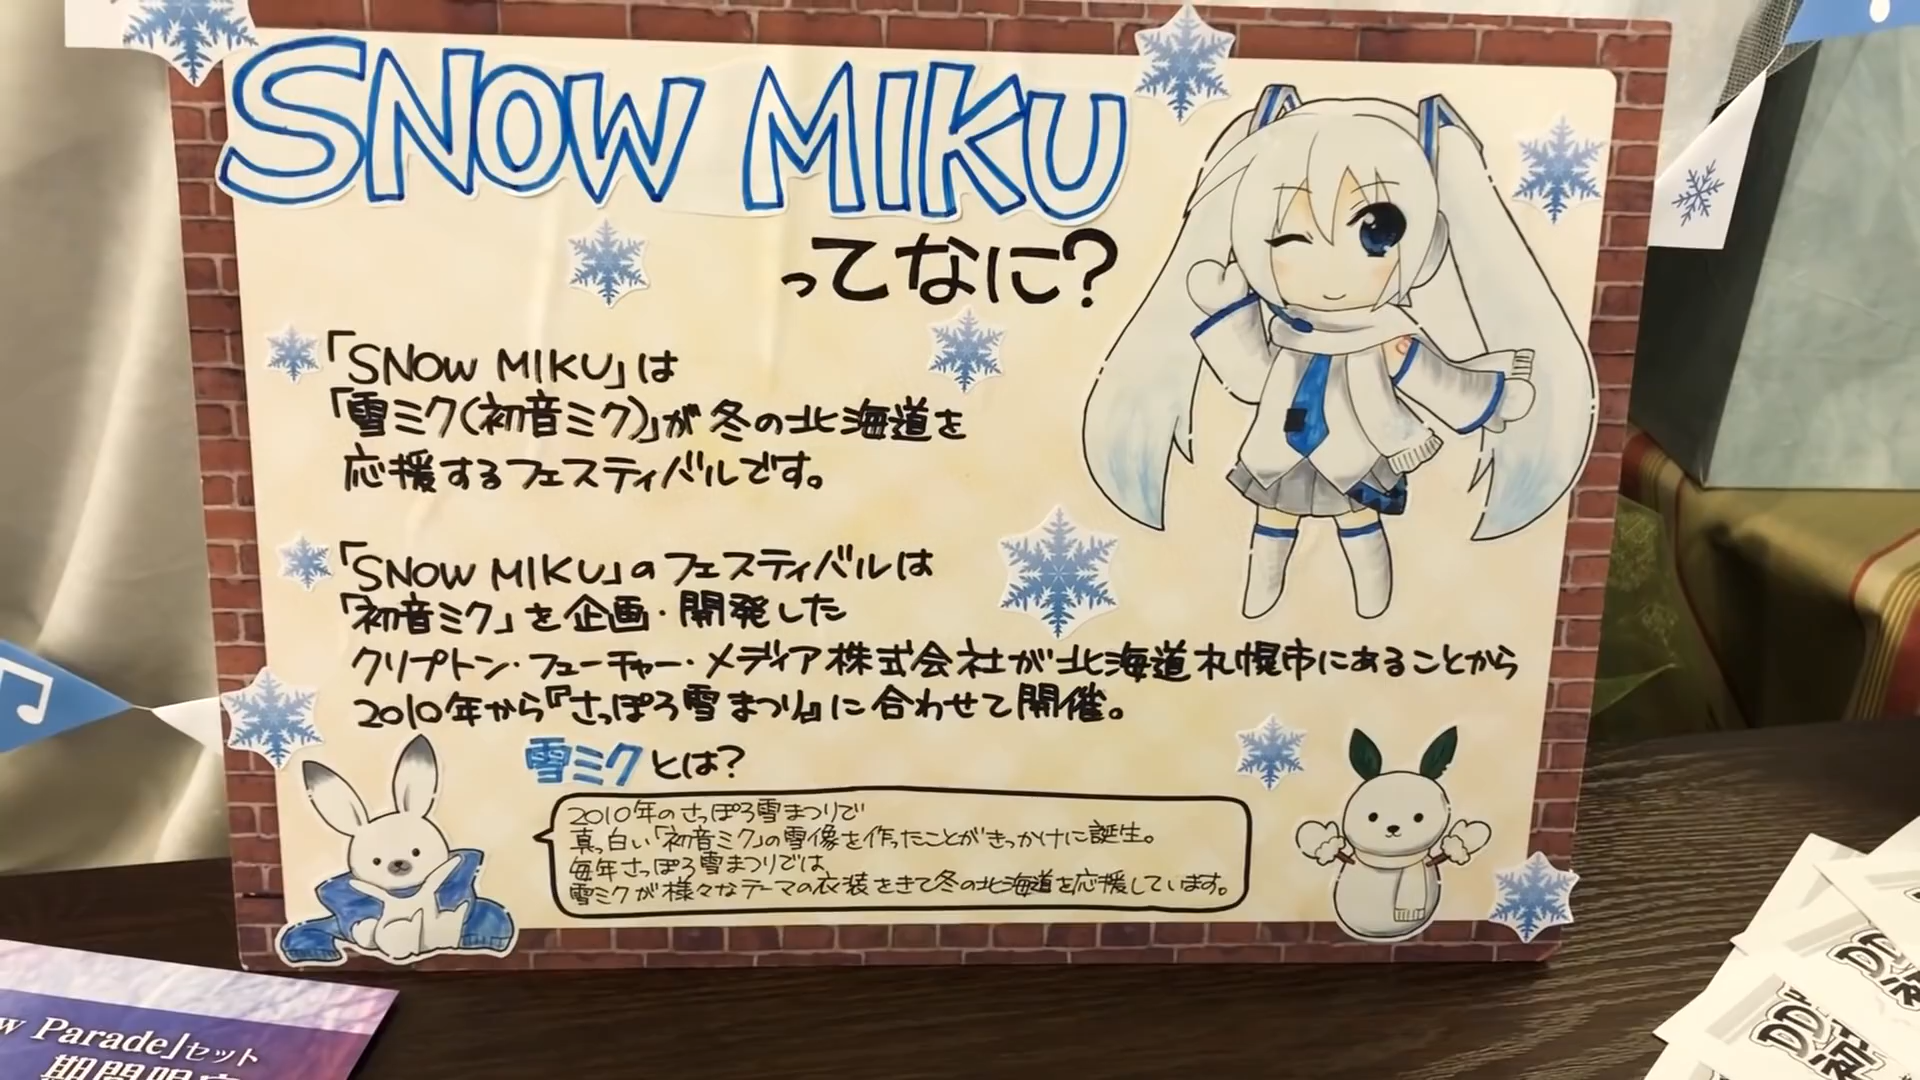 SNOW MIKU
ってなに?
「SNOW MIKU」は
「雪ミク(初音ミク)」が冬の北海道を
応援するフェスティバルです。
「SNOW MIKU」のフェスティバルは
「初音ミク」を企画・開発した
クリプトン・フューチャー・メディア株式会社が北海道札幌市にあることから
2010年から『さっぽろ雪まつり』に合わせて開催。
雪ミクとは?
2010年のさっぽろ雪まつりで
真っ白い「初音ミク」の雪像を作ったことがきっかけに誕生。
毎年さっぽろ雪まつりでは、
雪ミクが様々なテーマの衣装をきて冬の北海道を応援しています。
Parade」セット
期間限